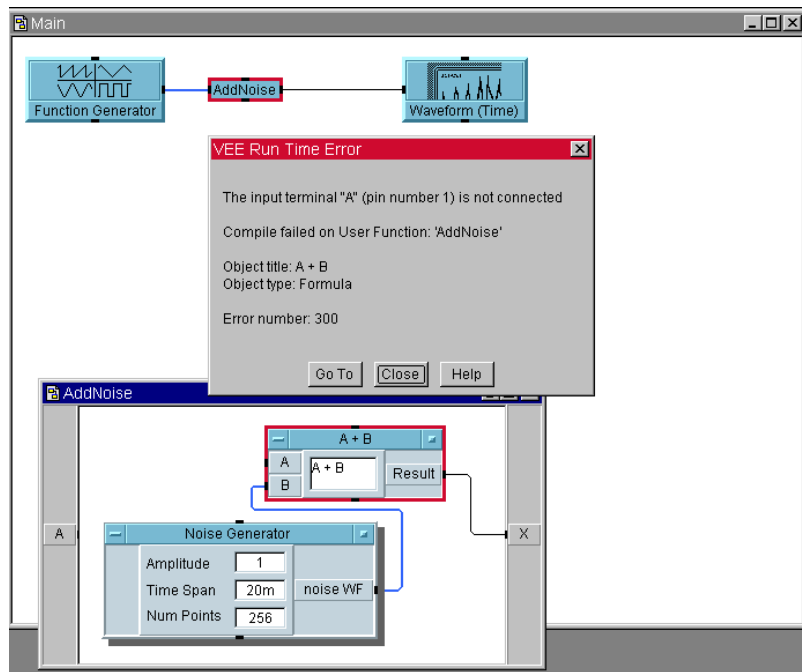 Main
Function Generator
AddNoise
Waveform (Time)
VEE Run Time Error
The input terminal "A" (pin number 1) is not connected
Compile failed on User Function: 'AddNoise'
Object title: A + B
Object type: Formula
Error number: 300
Go To Close Help
AddNoise
A + B
A
A + B
B
Result
A
X
Noise Generator
Amplitude 1
Time Span 20m
noise WF
Num Points 256